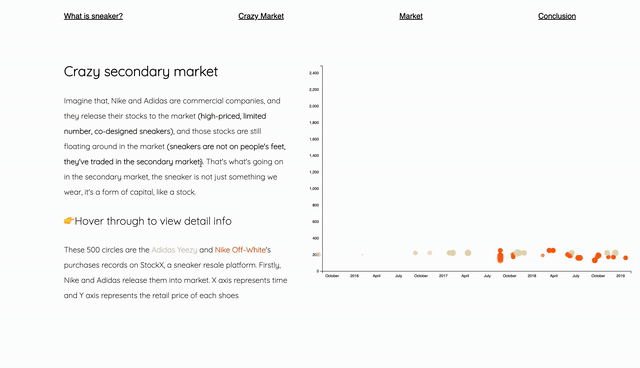 What is sneaker?
Crazy Market
Market
Conclusion
Crazy secondary market
Imagine that, Nike and Adidas are commercial companies, and
they release their stocks to the market (high-priced, limited
number, co-designed sneakers), and those stocks are still
floating around in the market (sneakers are not on people's feet,
they've traded in the secondary market). That's what's going on
in the secondary market, the sneaker is not just something we
wear, it's a form of capital, like a stock.
👉Hover through to view detail info
These 500 circles are the Adidas Yeezy and Nike Off-White's
purchases records on StockX, a sneaker resale platform. Firstly,
Nike and Adidas release them into market. X axis represents time
and Y axis represents the retail price of each shoes
2,400
2,200
2,000
1,800
1,600
1,400
1,200
1,000
800
600
400
200
0
October
2016
April
July
October
2017
April
July
October
2018
April
July
October
2019